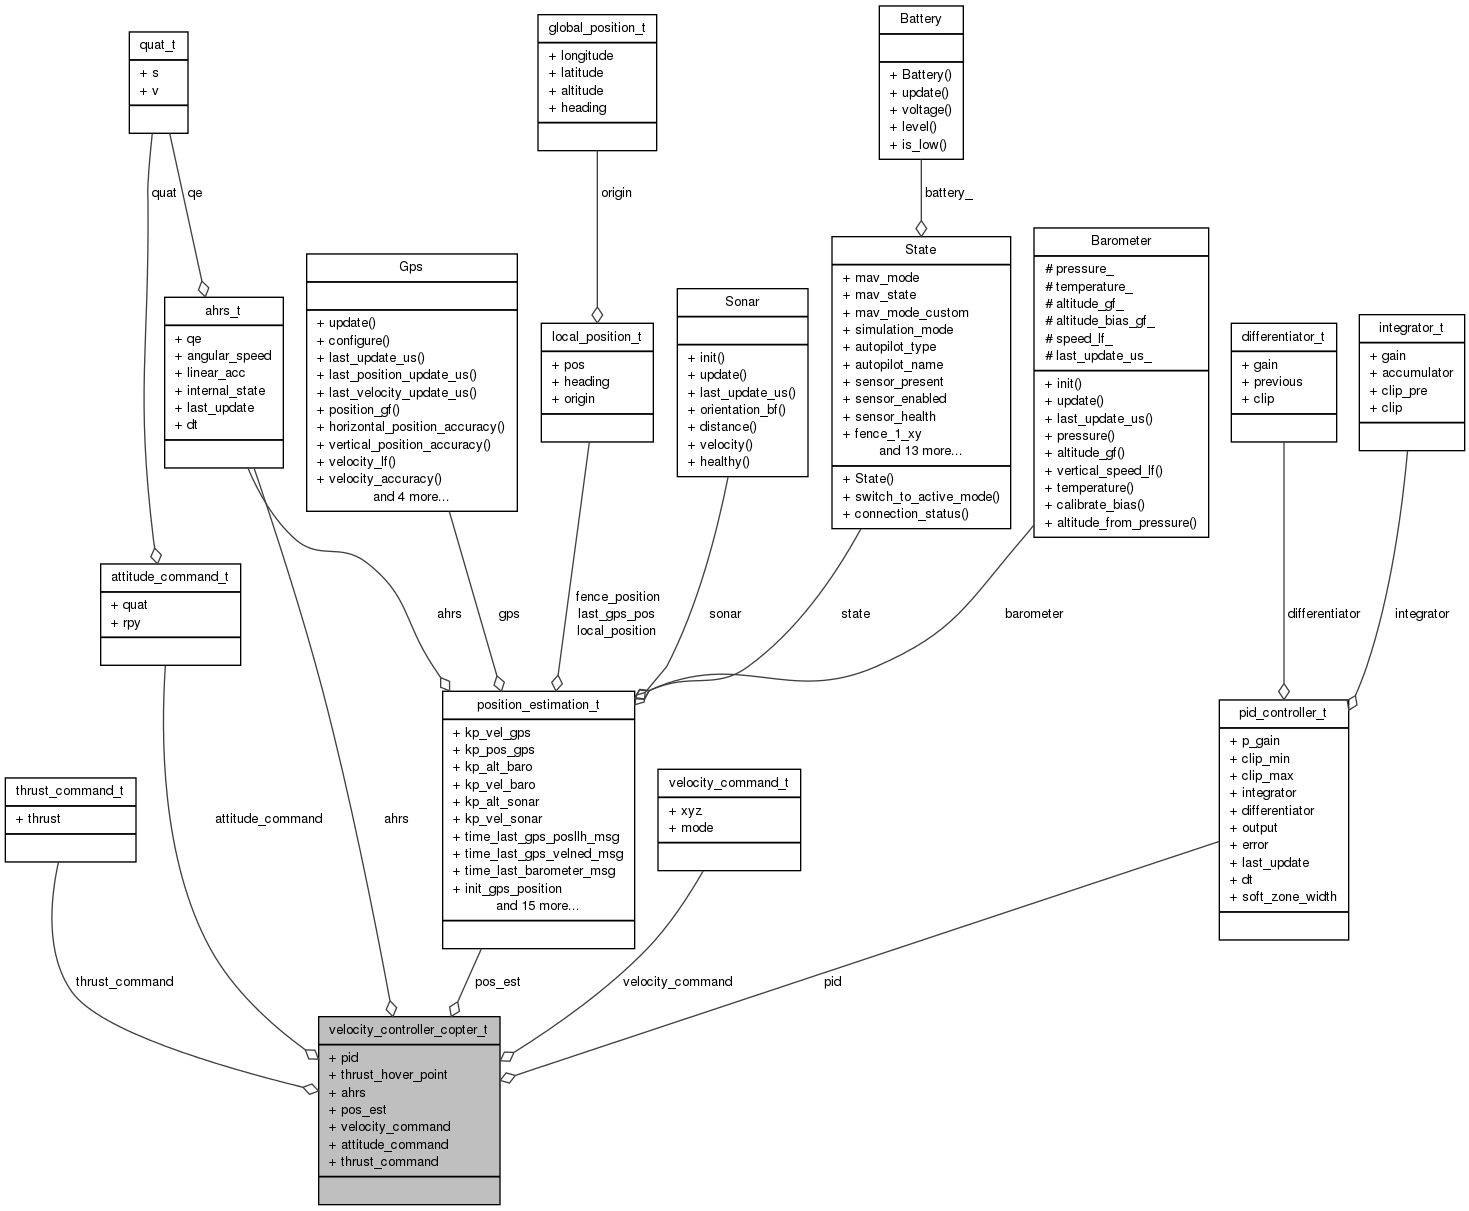 quat_t
+ s
+ v
global_position_t
+ longitude
+ latitude
+ altitude
+ heading
Battery
+ Battery()
+ update()
+ voltage()
+ level()
+ is_low()
quat
qe
origin
battery_
ahrs_t
+ qe
+ angular_speed
+ linear_acc
+ internal_state
+ last_update
+ dt
Gps
+ update()
+ configure()
+ last_update_us()
+ last_position_update_us()
+ last_velocity_update_us()
+ position_gf()
+ horizontal_position_accuracy()
+ vertical_position_accuracy()
+ velocity_lf()
+ velocity_accuracy()
and 4 more...
local_position_t
+ pos
+ heading
+ origin
Sonar
+ init()
+ update()
+ last_update_us()
+ orientation_bf()
+ distance()
+ velocity()
+ healthy()
State
+ mav_mode
+ mav_state
+ mav_mode_custom
+ simulation_mode
+ autopilot_type
+ autopilot_name
+ sensor_present
+ sensor_enabled
+ sensor_health
+ fence_1_xy
and 13 more...
+ State()
+ switch_to_active_mode()
+ connection_status()
Barometer
# pressure_
# temperature_
# altitude_gf_
# altitude_bias_gf_
# speed_lf_
# last_update_us_
+ init()
+ update()
+ last_update_us()
+ pressure()
+ altitude_gf()
+ vertical_speed_lf()
+ temperature()
+ calibrate_bias()
+ altitude_from_pressure()
differentiator_t
+ gain
+ previous
+ clip
integrator_t
+ gain
+ accumulator
+ clip_pre
+ clip
attitude_command_t
+ quat
+ rpy
ahrs
gps
fence_position
last_gps_pos
local_position
sonar
state
barometer
differentiator
integrator
thrust_command_t
+ thrust
attitude_command
ahrs
position_estimation_t
+ kp_vel_gps
+ kp_pos_gps
+ kp_alt_baro
+ kp_vel_baro
+ kp_alt_sonar
+ kp_vel_sonar
+ time_last_gps_posllh_msg
+ time_last_gps_velned_msg
+ time_last_barometer_msg
+ init_gps_position
and 15 more...
velocity_command_t
+ xyz
+ mode
pid_controller_t
+ p_gain
+ clip_min
+ clip_max
+ integrator
+ differentiator
+ output
+ error
+ last_update
+ dt
+ soft_zone_width
thrust_command
pos_est
velocity_command
pid
velocity_controller_copter_t
+ pid
+ thrust_hover_point
+ ahrs
+ pos_est
+ velocity_command
+ attitude_command
+ thrust_command